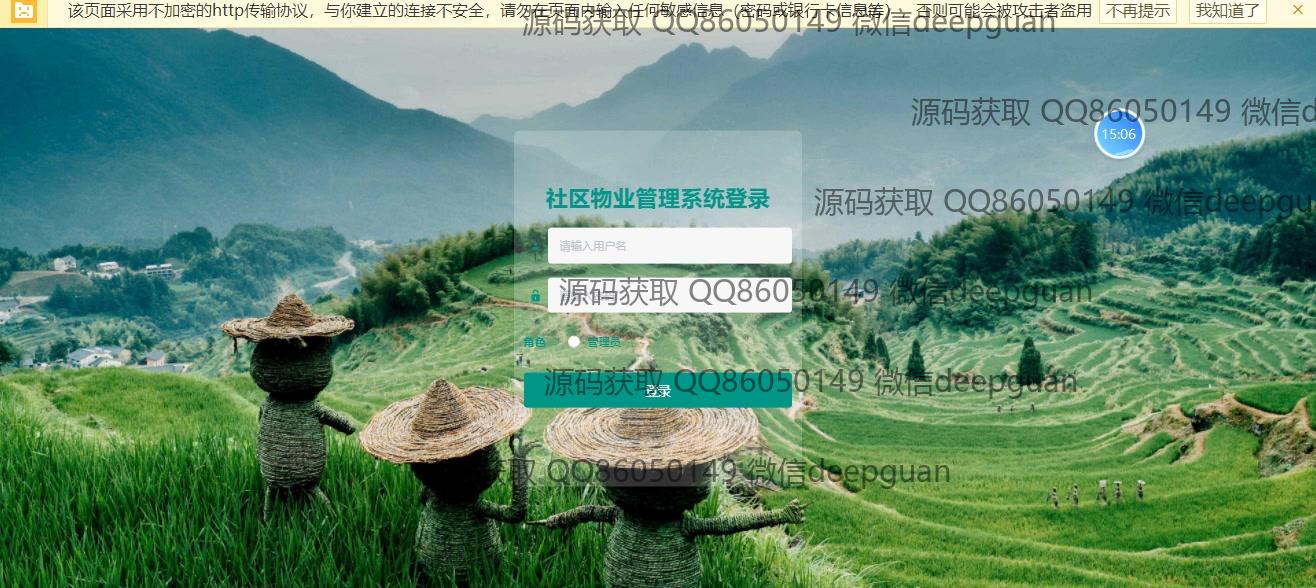 该页面采用不加密的http传输协议，与你建立的连接不安全，请勿在页面内输入任何敏感信息（密码或银行卡信息等），否则可能会被攻击者盗用 不再提示 我知道了 ×
源码获取 QQ86050149 微信deepguan
源码获取 QQ86050149 微信d
15:06
社区物业管理系统登录
源码获取 QQ86050149 微信deepgu
请输入用户名
源码获取 QQ86050149 微信deepguan
角色 管理员
源码获取 QQ86050149 微信deepguan
登录
取 QQ86050149 微信deepguan